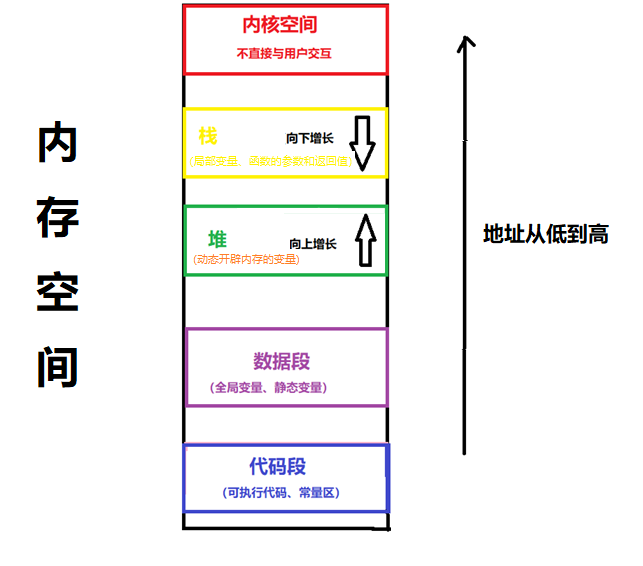 内存空间
内核空间
不直接与用户交互
栈
向下增长
(局部变量、函数的参数和返回值)
堆
向上增长
(动态开辟内存的变量)
数据段
(全局变量、静态变量)
代码段
(可执行代码、常量区)
地址从低到高